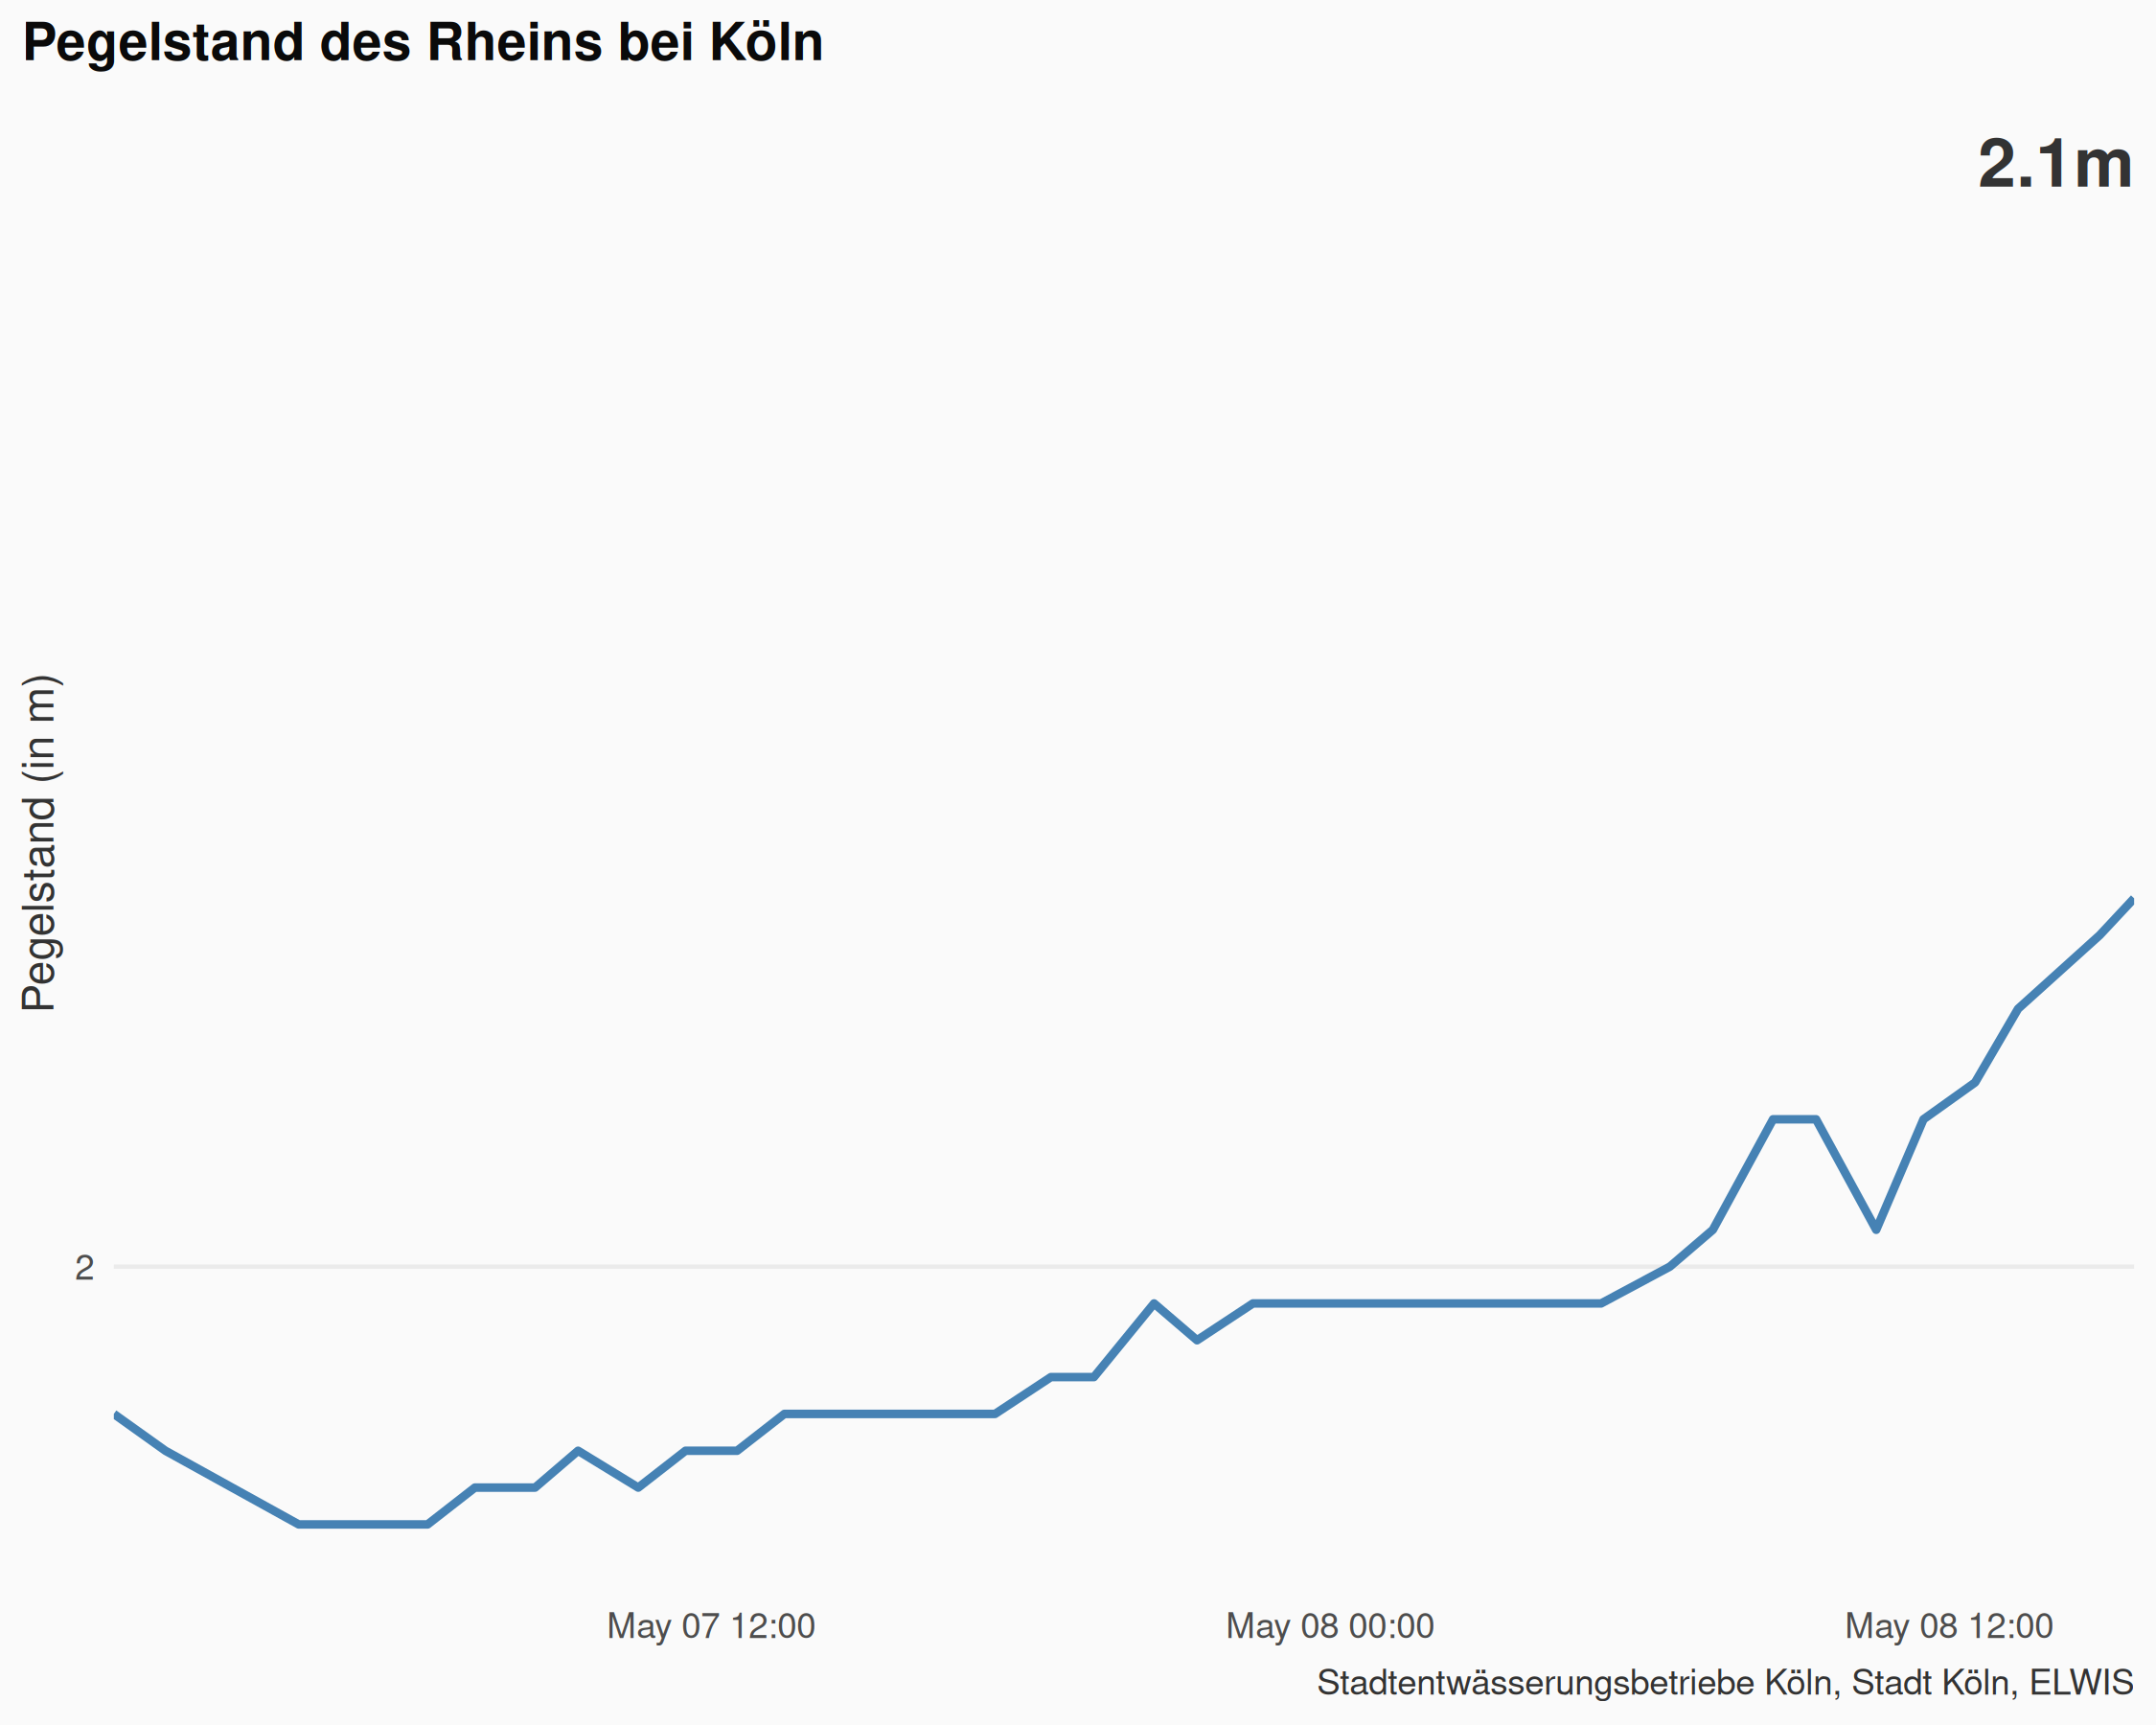 Pegelstand des Rheins bei Köln
2.1m
Pegelstand (in m)
2
May 07 12:00
May 08 00:00
May 08 12:00
Stadtentwässerungsbetriebe Köln, Stadt Köln, ELWIS